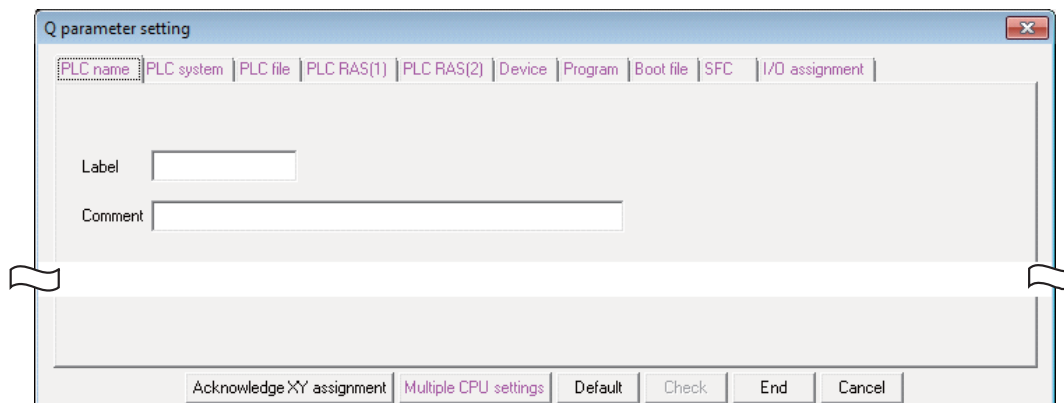 Q parameter setting
PLC name PLC system PLC file PLC RAS(1) PLC RAS(2) Device Program Boot file SFC I/O assignment
Label
Comment
Acknowledge XY assignment Multiple CPU settings Default Check End Cancel